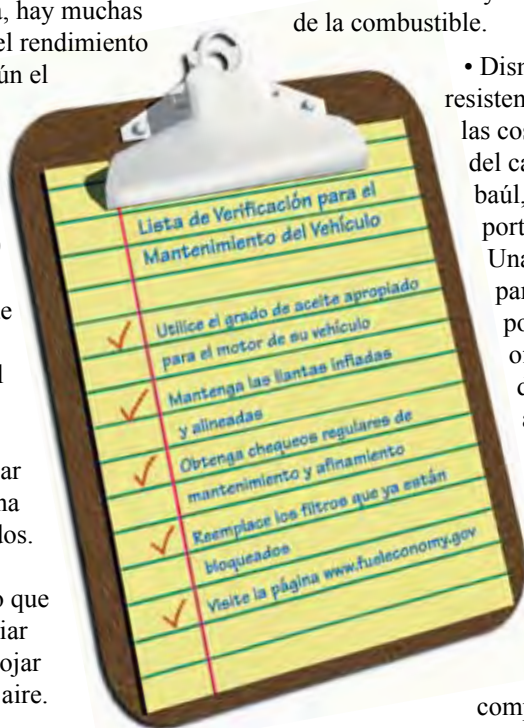 a, hay muchas
el rendimiento
ún el
e
l
ar
na
los.
o que
iar
ojar
aire.
Lista de Verificación para el
Mantenimiento del Vehículo
Utilice el grado de aceite apropiado
para el motor de su vehículo
Mantenga las llantas infladas
y alineadas
Obtenga chequeos regulares de
mantenimiento y afinamiento
Reemplace los filtros que ya están
bloqueados
Visite la página www.fueleconomy.gov
de la combustible.
• Dism
resisten
las cos
del ca
baúl,
port
Una
par
po
o
d
a
comp